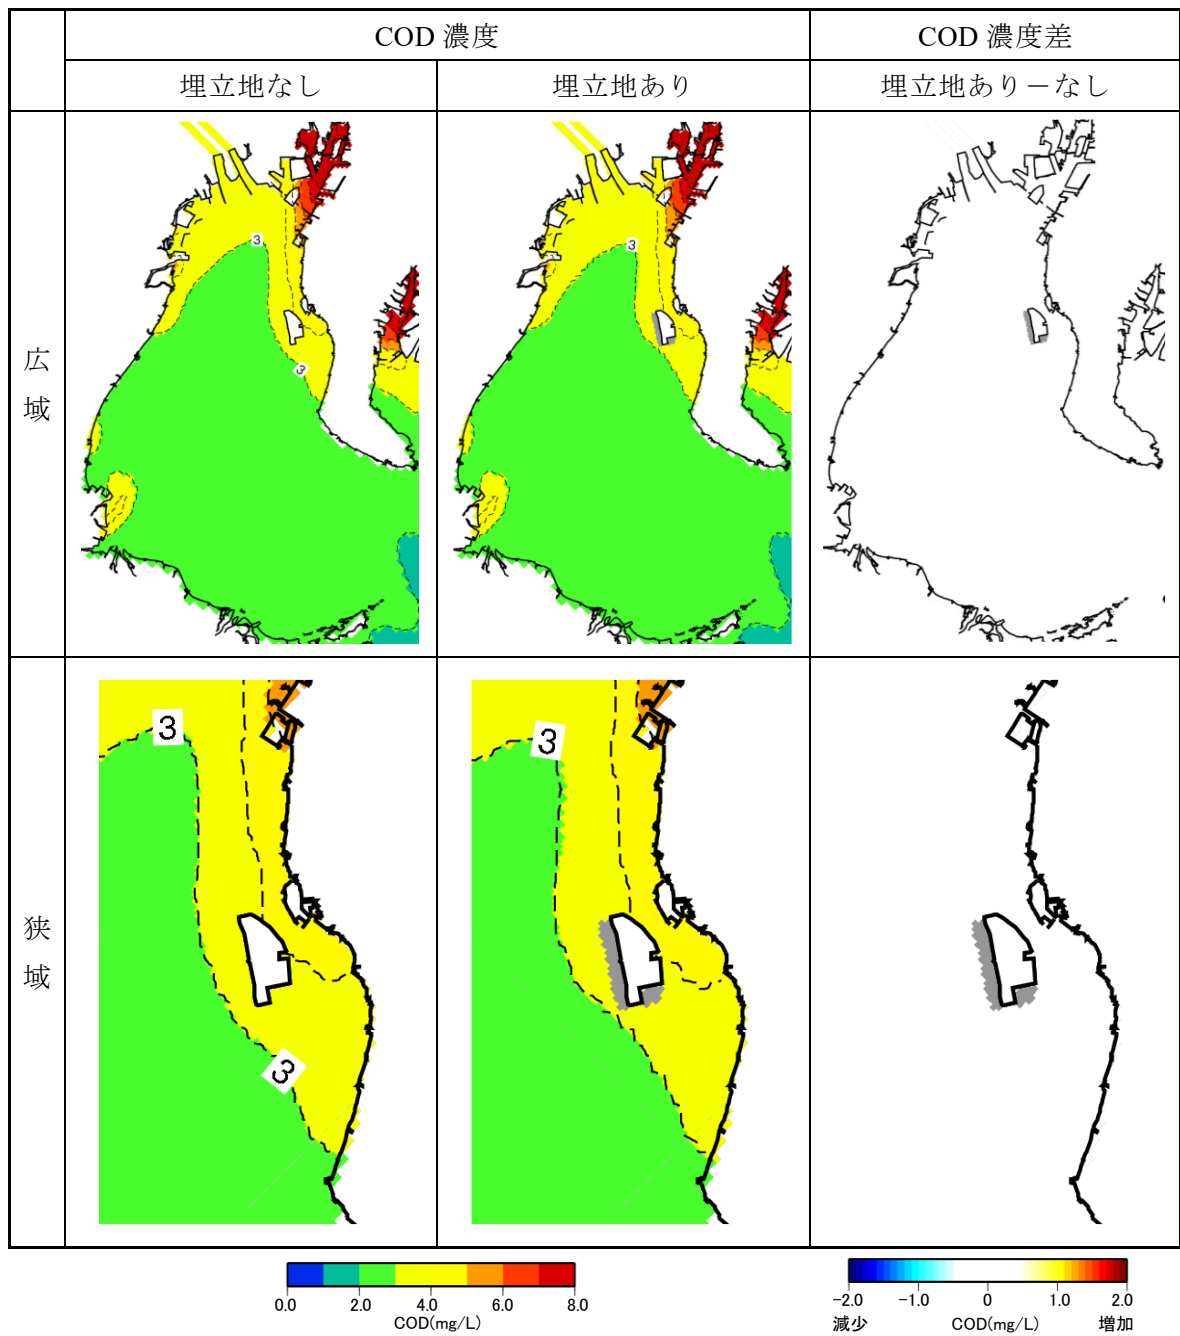 COD 濃度
COD 濃度差
埋立地なし
埋立地あり
埋立地あり－なし
広域
3
3
3
狭域
3
3
3
0.0 2.0 4.0 6.0 8.0
COD(mg/L)
-2.0 -1.0 0 1.0 2.0
減少 COD(mg/L) 増加